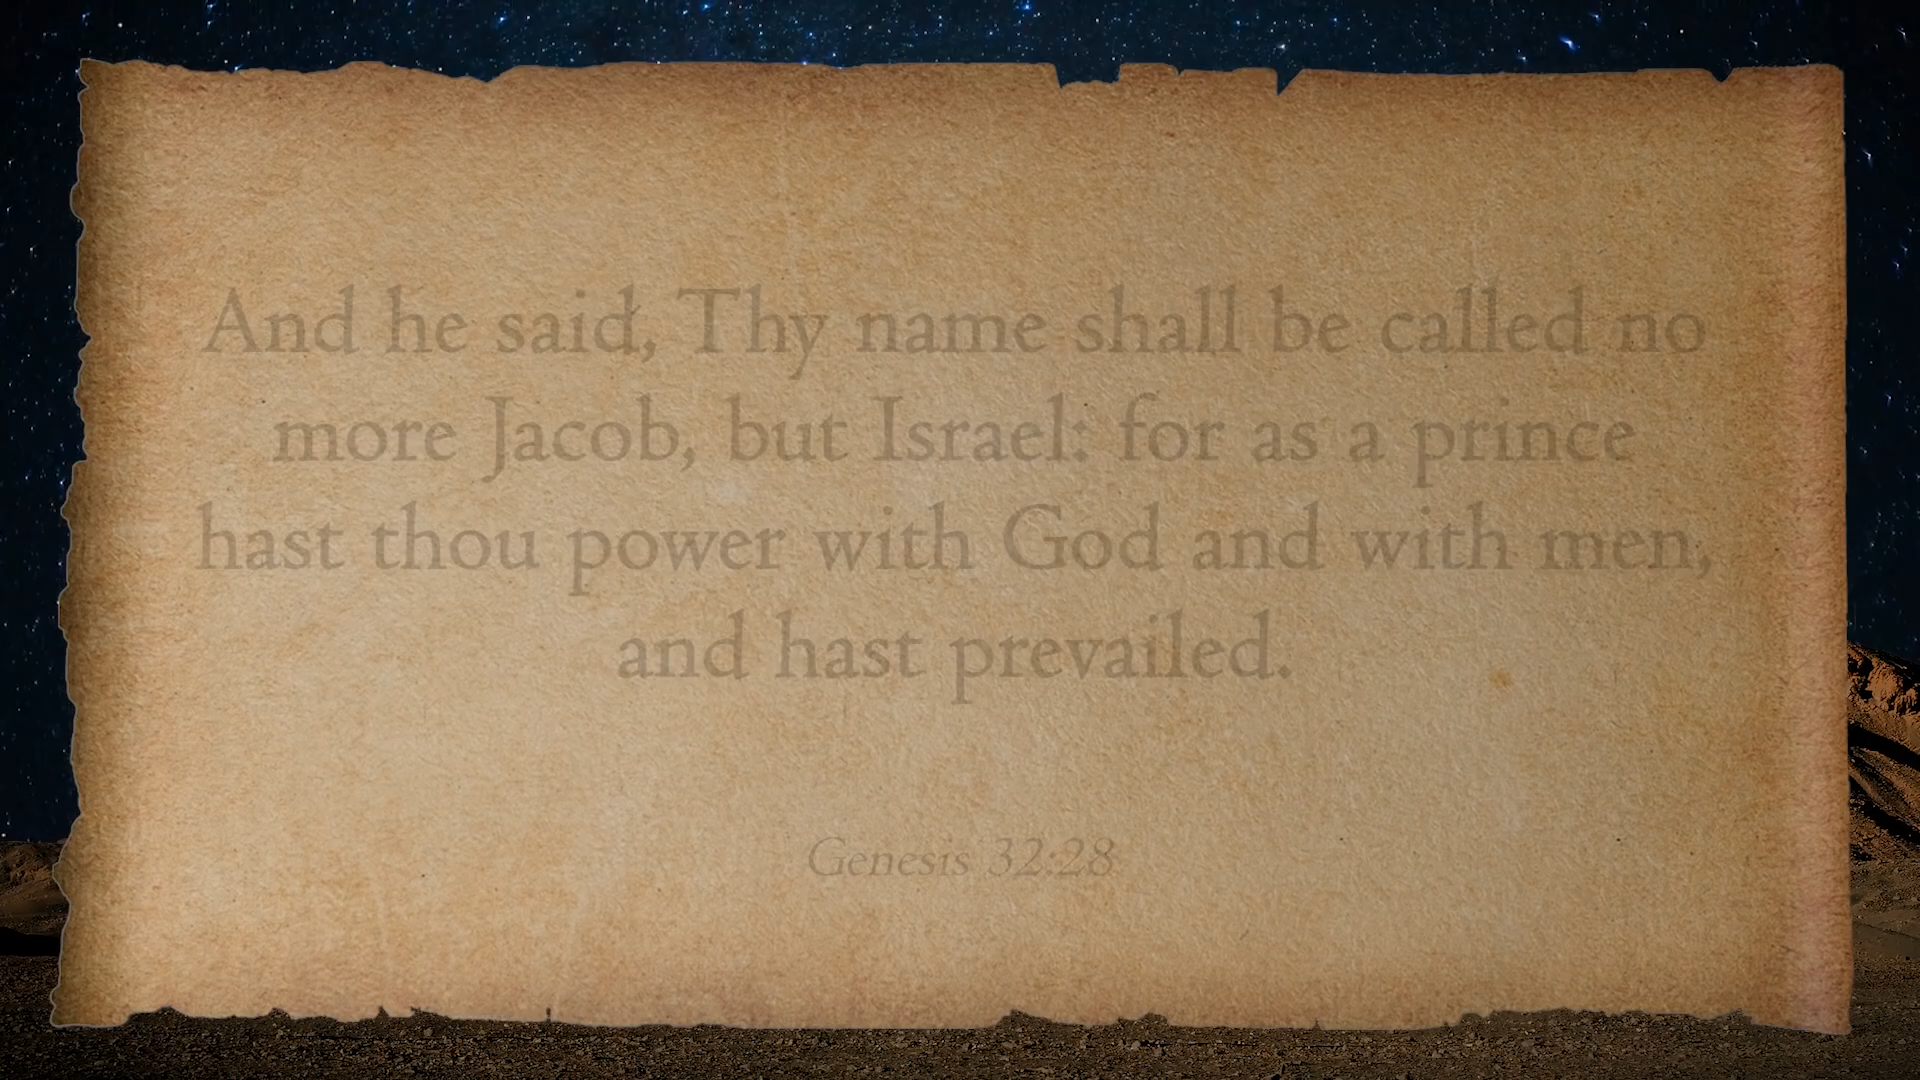 And he said, Thy name shall be called no
more Jacob, but Israel: for as a prince
hast thou power with God and with men,
and hast prevailed.
Genesis 32:28